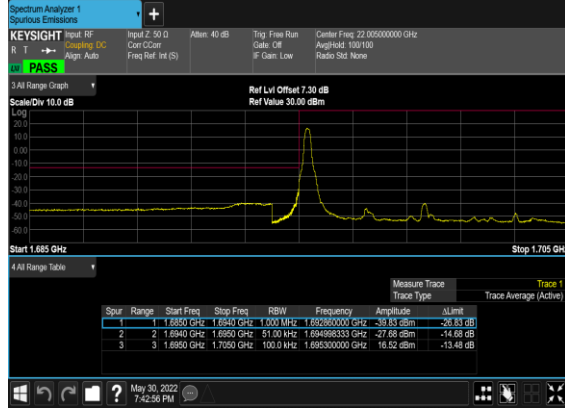 Spectrum Analyzer 1
Spurious Emissions
KEYSIGHT Input: RF Input Z: 50 Ω Atten: 40 dB Trig: Free Run Center Freq: 22.005000000 GHz
R T Coupling: DC Corr CCorr Gate: Off Avg|Hold: 100/100
Align: Auto Freq Ref: Int (S) IF Gain: Low Radio Std: None
PASS
3 All Range Graph
Ref Lvl Offset 7.30 dB
Scale/Div 10.0 dB Ref Value 30.00 dBm
Log
20.0
10.0
0.00
-10.0
-20.0
-30.0
-40.0
-50.0
-60.0
Start 1.685 GHz Stop 1.705 GH
4 All Range Table
Measure Trace Trace 1
Trace Type Trace Average (Active)
Spur Range Start Freq Stop Freq RBW Frequency Amplitude ΔLimit
1 1 1.6850 GHz 1.6940 GHz 1.000 MHz 1.692860000 GHz -39.83 dBm -26.83 dB
2 2 1.6940 GHz 1.6950 GHz 51.00 kHz 1.694998333 GHz -27.68 dBm -14.68 dB
3 3 1.6950 GHz 1.7050 GHz 100.0 kHz 1.695300000 GHz 16.52 dBm -13.48 dB
? May 30, 2022
7:42:56 PM